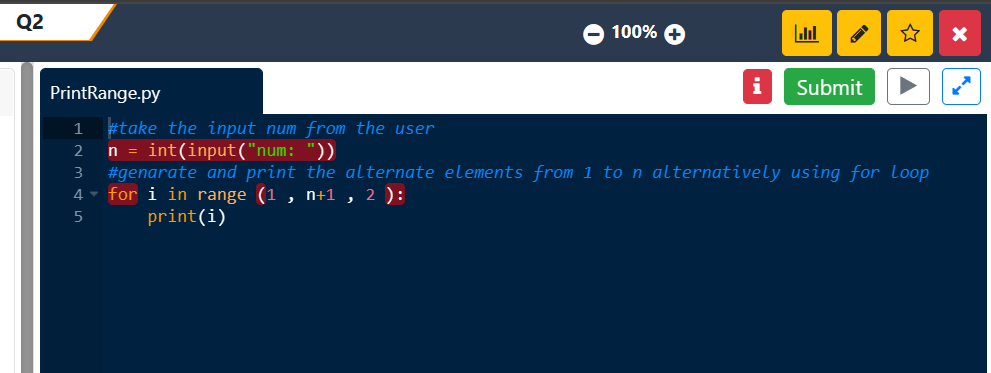 Q2
100%
PrintRange.py
Submit
1 #take the input num from the user
2 n = int(input("num: "))
3 #genarate and print the alternate elements from 1 to n alternatively using for loop
4 for i in range (1 , n+1 , 2 ):
5     print(i)